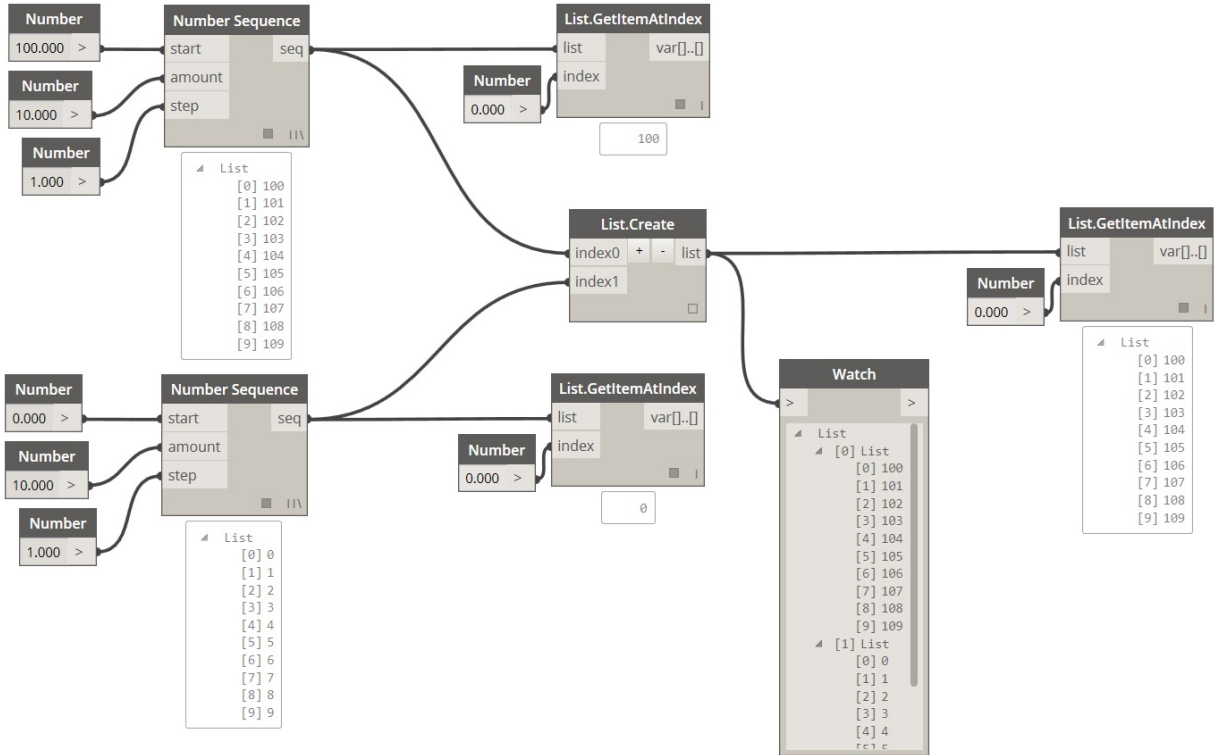 Number
100.000 >
Number
10.000 >
Number
1.000 >
Number Sequence
start seq
amount
step
List
[0] 100
[1] 101
[2] 102
[3] 103
[4] 104
[5] 105
[6] 106
[7] 107
[8] 108
[9] 109
List.GetItemAtIndex
list var[]..[]
index
Number
0.000 >
100
List.Create
index0 + - list
index1
List.GetItemAtIndex
list var[]..[]
index
Number
0.000 >
List
[0] 100
[1] 101
[2] 102
[3] 103
[4] 104
[5] 105
[6] 106
[7] 107
[8] 108
[9] 109
Number
0.000 >
Number
10.000 >
Number
1.000 >
Number Sequence
start seq
amount
step
List
[0] 0
[1] 1
[2] 2
[3] 3
[4] 4
[5] 5
[6] 6
[7] 7
[8] 8
[9] 9
List.GetItemAtIndex
list var[]..[]
index
Number
0.000 >
0
Watch
> >
List
[0] List
[0] 100
[1] 101
[2] 102
[3] 103
[4] 104
[5] 105
[6] 106
[7] 107
[8] 108
[9] 109
[1] List
[0] 0
[1] 1
[2] 2
[3] 3
[4] 4